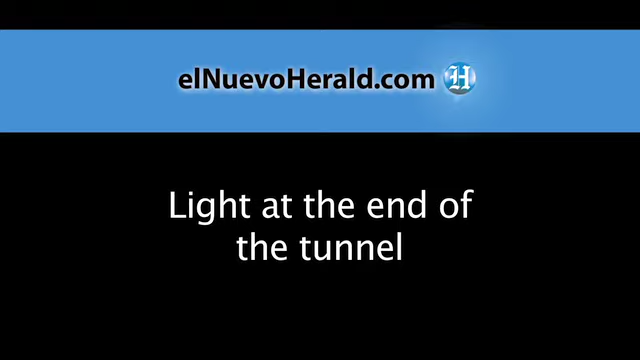 elNuevoHerald.com H
Light at the end of
the tunnel